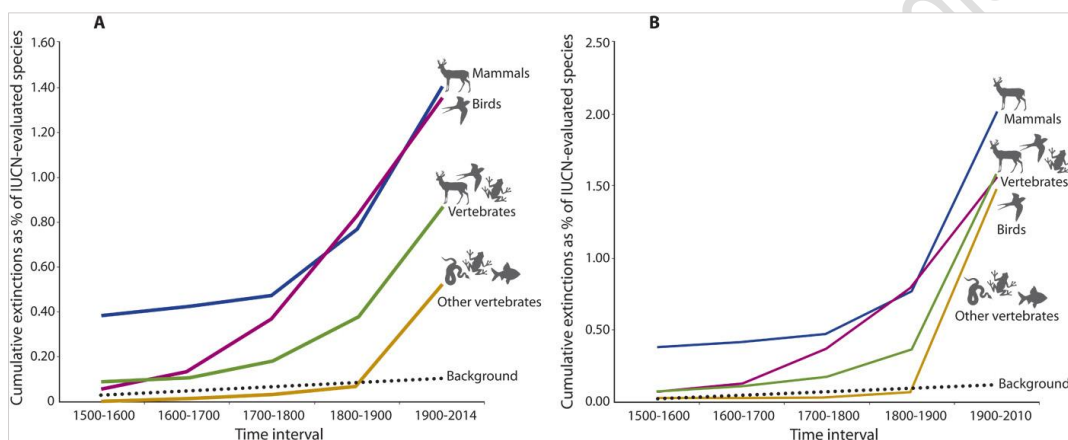 A
Cumulative extinctions as % of IUCN-evaluated species
1.60
1.40
1.20
1.00
0.80
0.60
0.40
0.20
0
Mammals
Birds
Vertebrates
Other vertebrates
Background
1500-1600
1600-1700
1700-1800
1800-1900
1900-2014
Time interval
B
Cumulative extinctions as % of IUCN-evaluated species
2.50
2.00
1.50
1.00
0.50
0.00
Mammals
Vertebrates
Birds
Other vertebrates
Background
1500-1600
1600-1700
1700-1800
1800-1900
1900-2010
Time interval